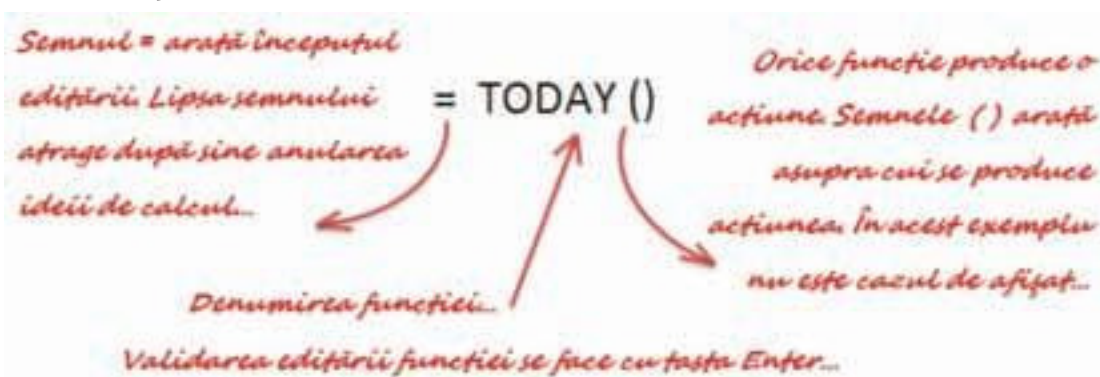 Semnul = arată începutul
editării. Lipsa semnului
atrage după sine anularea
ideii de calcul...
= TODAY ()
Orice funcție produce o
acțiune. Semnele ( ) arată
asupra cui se produce
acțiunea. În acest exemplu
nu este cazul de afișat...
Denumirea funcției...
Validarea editării funcției se face cu tasta Enter...